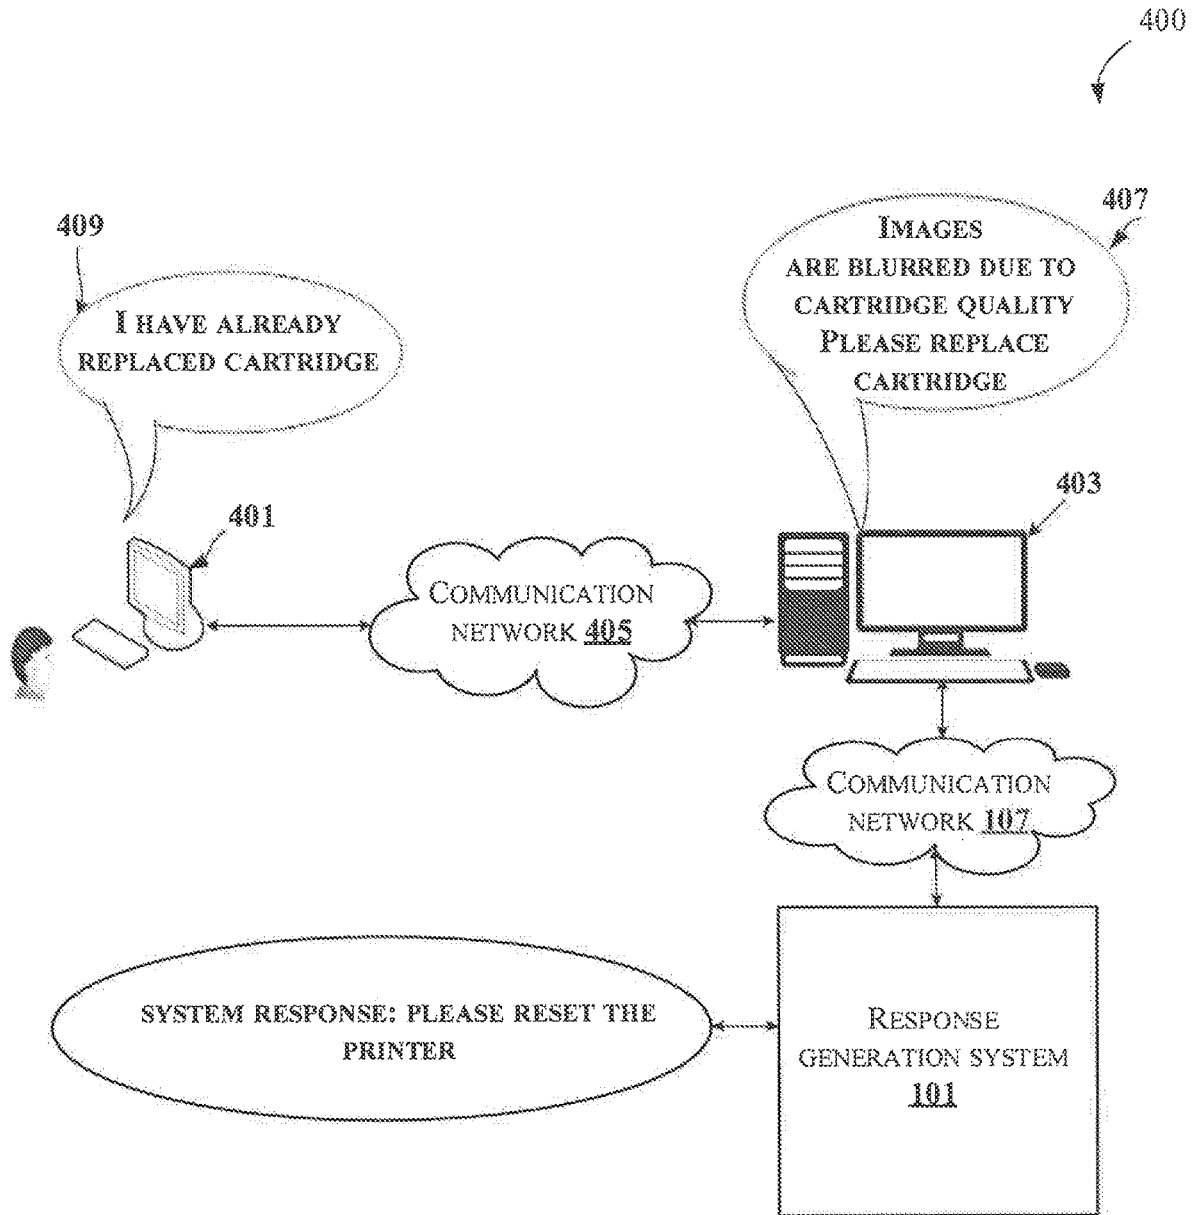 400
409
I HAVE ALREADY
REPLACED CARTRIDGE
407
IMAGES
ARE BLURRED DUE TO
CARTRIDGE QUALITY
PLEASE REPLACE
CARTRIDGE
401
403
COMMUNICATION
NETWORK 405
COMMUNICATION
NETWORK 107
SYSTEM RESPONSE: PLEASE RESET THE
PRINTER
RESPONSE
GENERATION SYSTEM
101